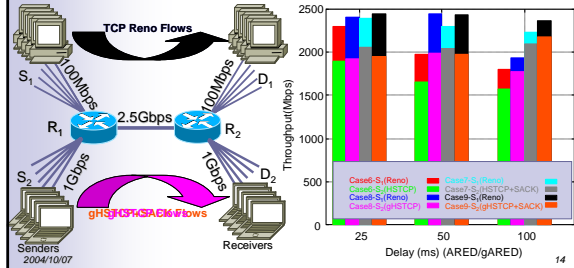 TCP Reno Flows
S1
100Mbps
100Mbps
D1
R1
2.5Gbps
R2
1Gbps
1Gbps
S2
D2
Flows
Senders
Receivers
2004/10/07
Throughput(Mbps)
2500
2000
1500
1000
500
0
Case6-S1(Reno)
Case6-S2(HSTCP)
Case8-S1(Reno)
Case8-S2(gHSTCP)
Case7-S1(Reno)
Case7-S2(HSTCP+SACK)
Case9-S1(Reno)
Case9-S2(gHSTCP+SACK)
25
50
100
Delay (ms) (ARED/gARED)
14